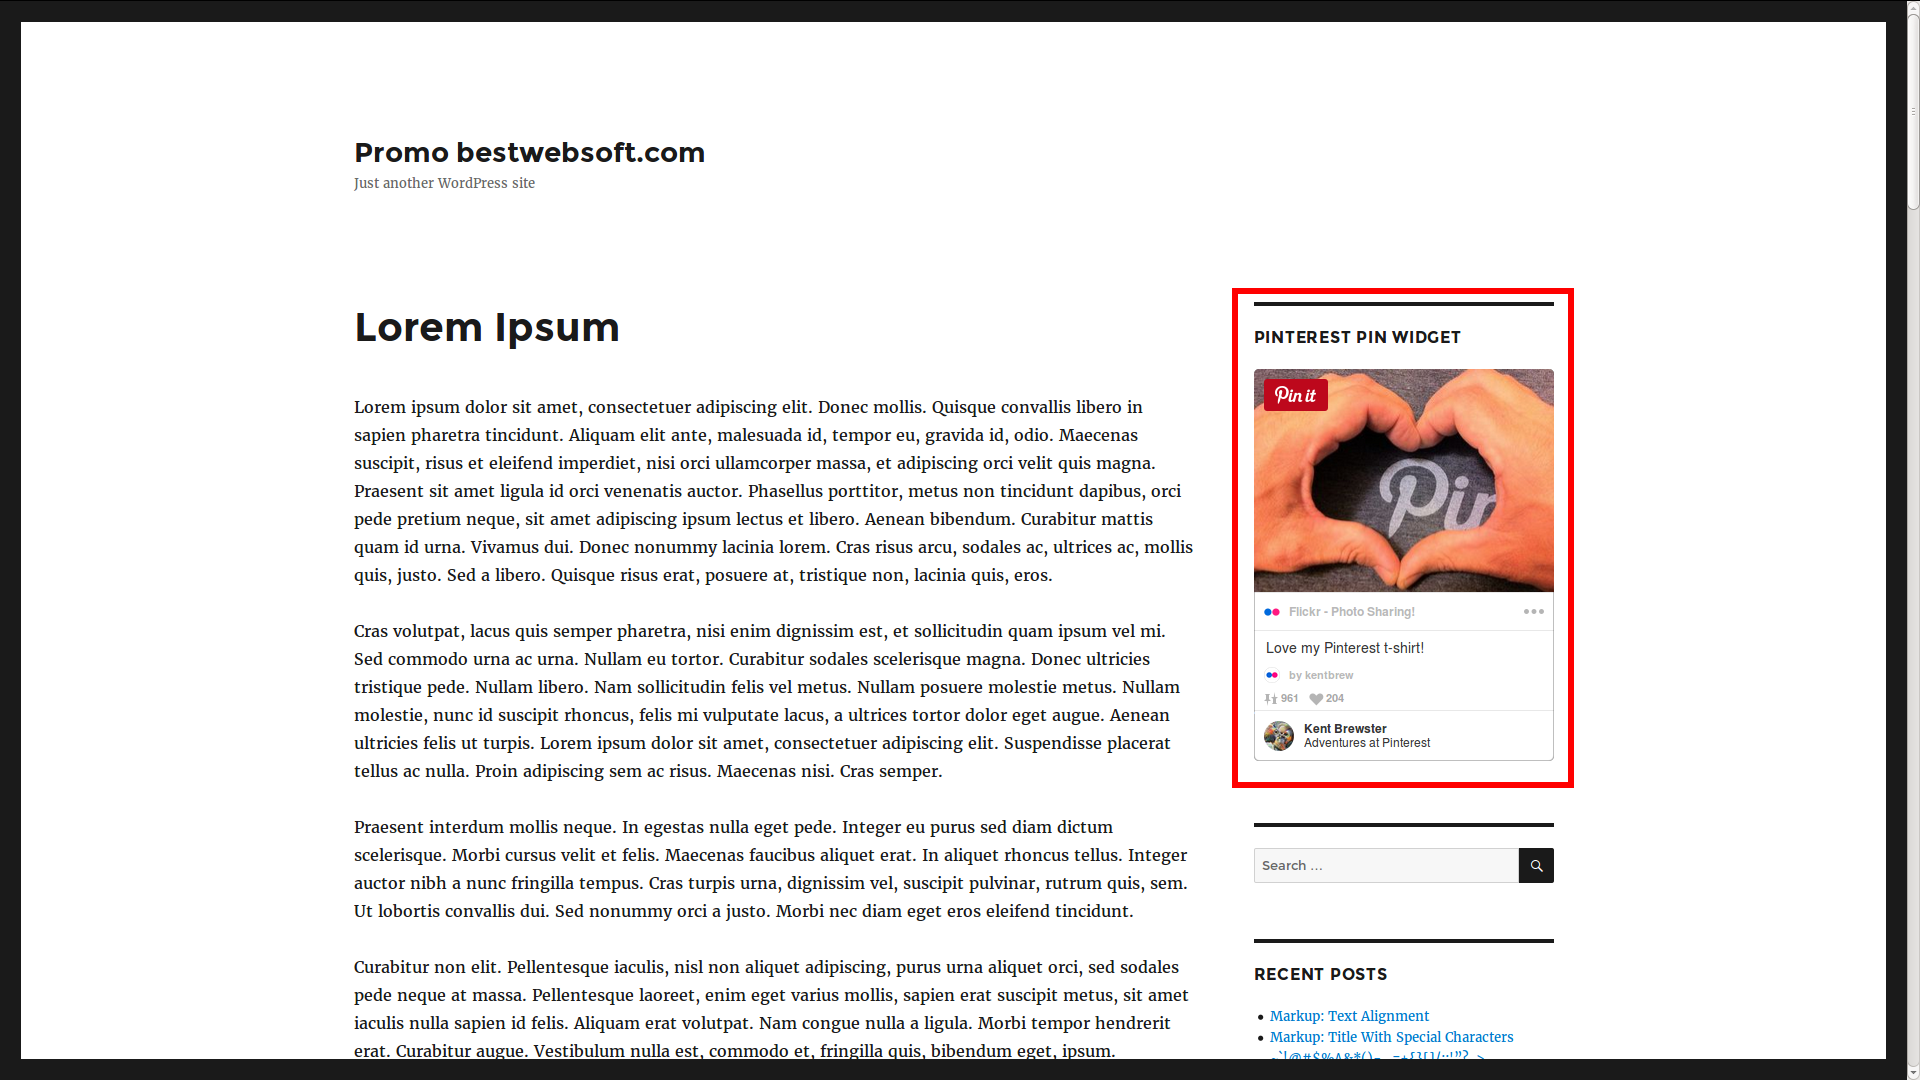 Promo bestwebsoft.com
Just another WordPress site
Lorem Ipsum
Lorem ipsum dolor sit amet, consectetuer adipiscing elit. Donec mollis. Quisque convallis libero in
sapien pharetra tincidunt. Aliquam elit ante, malesuada id, tempor eu, gravida id, odio. Maecenas
suscipit, risus et eleifend imperdiet, nisi orci ullamcorper massa, et adipiscing orci velit quis magna.
Praesent sit amet ligula id orci venenatis auctor. Phasellus porttitor, metus non tincidunt dapibus, orci
pede pretium neque, sit amet adipiscing ipsum lectus et libero. Aenean bibendum. Curabitur mattis
quam id urna. Vivamus dui. Donec nonummy lacinia lorem. Cras risus arcu, sodales ac, ultrices ac, mollis
quis, justo. Sed a libero. Quisque risus erat, posuere at, tristique non, lacinia quis, eros.
Cras volutpat, lacus quis semper pharetra, nisi enim dignissim est, et sollicitudin quam ipsum vel mi.
Sed commodo urna ac urna. Nullam eu tortor. Curabitur sodales scelerisque magna. Donec ultricies
tristique pede. Nullam libero. Nam sollicitudin felis vel metus. Nullam posuere molestie metus. Nullam
molestie, nunc id suscipit rhoncus, felis mi vulputate lacus, a ultrices tortor dolor eget augue. Aenean
ultricies felis ut turpis. Lorem ipsum dolor sit amet, consectetuer adipiscing elit. Suspendisse placerat
tellus ac nulla. Proin adipiscing sem ac risus. Maecenas nisi. Cras semper.
Praesent interdum mollis neque. In egestas nulla eget pede. Integer eu purus sed diam dictum
scelerisque. Morbi cursus velit et felis. Maecenas faucibus aliquet erat. In aliquet rhoncus tellus. Integer
auctor nibh a nunc fringilla tempus. Cras turpis urna, dignissim vel, suscipit pulvinar, rutrum quis, sem.
Ut lobortis convallis dui. Sed nonummy orci a justo. Morbi nec diam eget eros eleifend tincidunt.
Curabitur non elit. Pellentesque iaculis, nisl non aliquet adipiscing, purus urna aliquet orci, sed sodales
pede neque at massa. Pellentesque laoreet, enim eget varius mollis, sapien erat suscipit metus, sit amet
iaculis nulla sapien id felis. Aliquam erat volutpat. Nam congue nulla a ligula. Morbi tempor hendrerit
erat. Curabitur augue. Vestibulum nulla est, commodo et, fringilla quis, bibendum eget, ipsum.
PINTEREST PIN WIDGET
Pin it
Pin
Flickr - Photo Sharing!
Love my Pinterest t-shirt!
by kentbrew
961 204
Kent Brewster
Adventures at Pinterest
Search …
RECENT POSTS
Markup: Text Alignment
Markup: Title With Special Characters